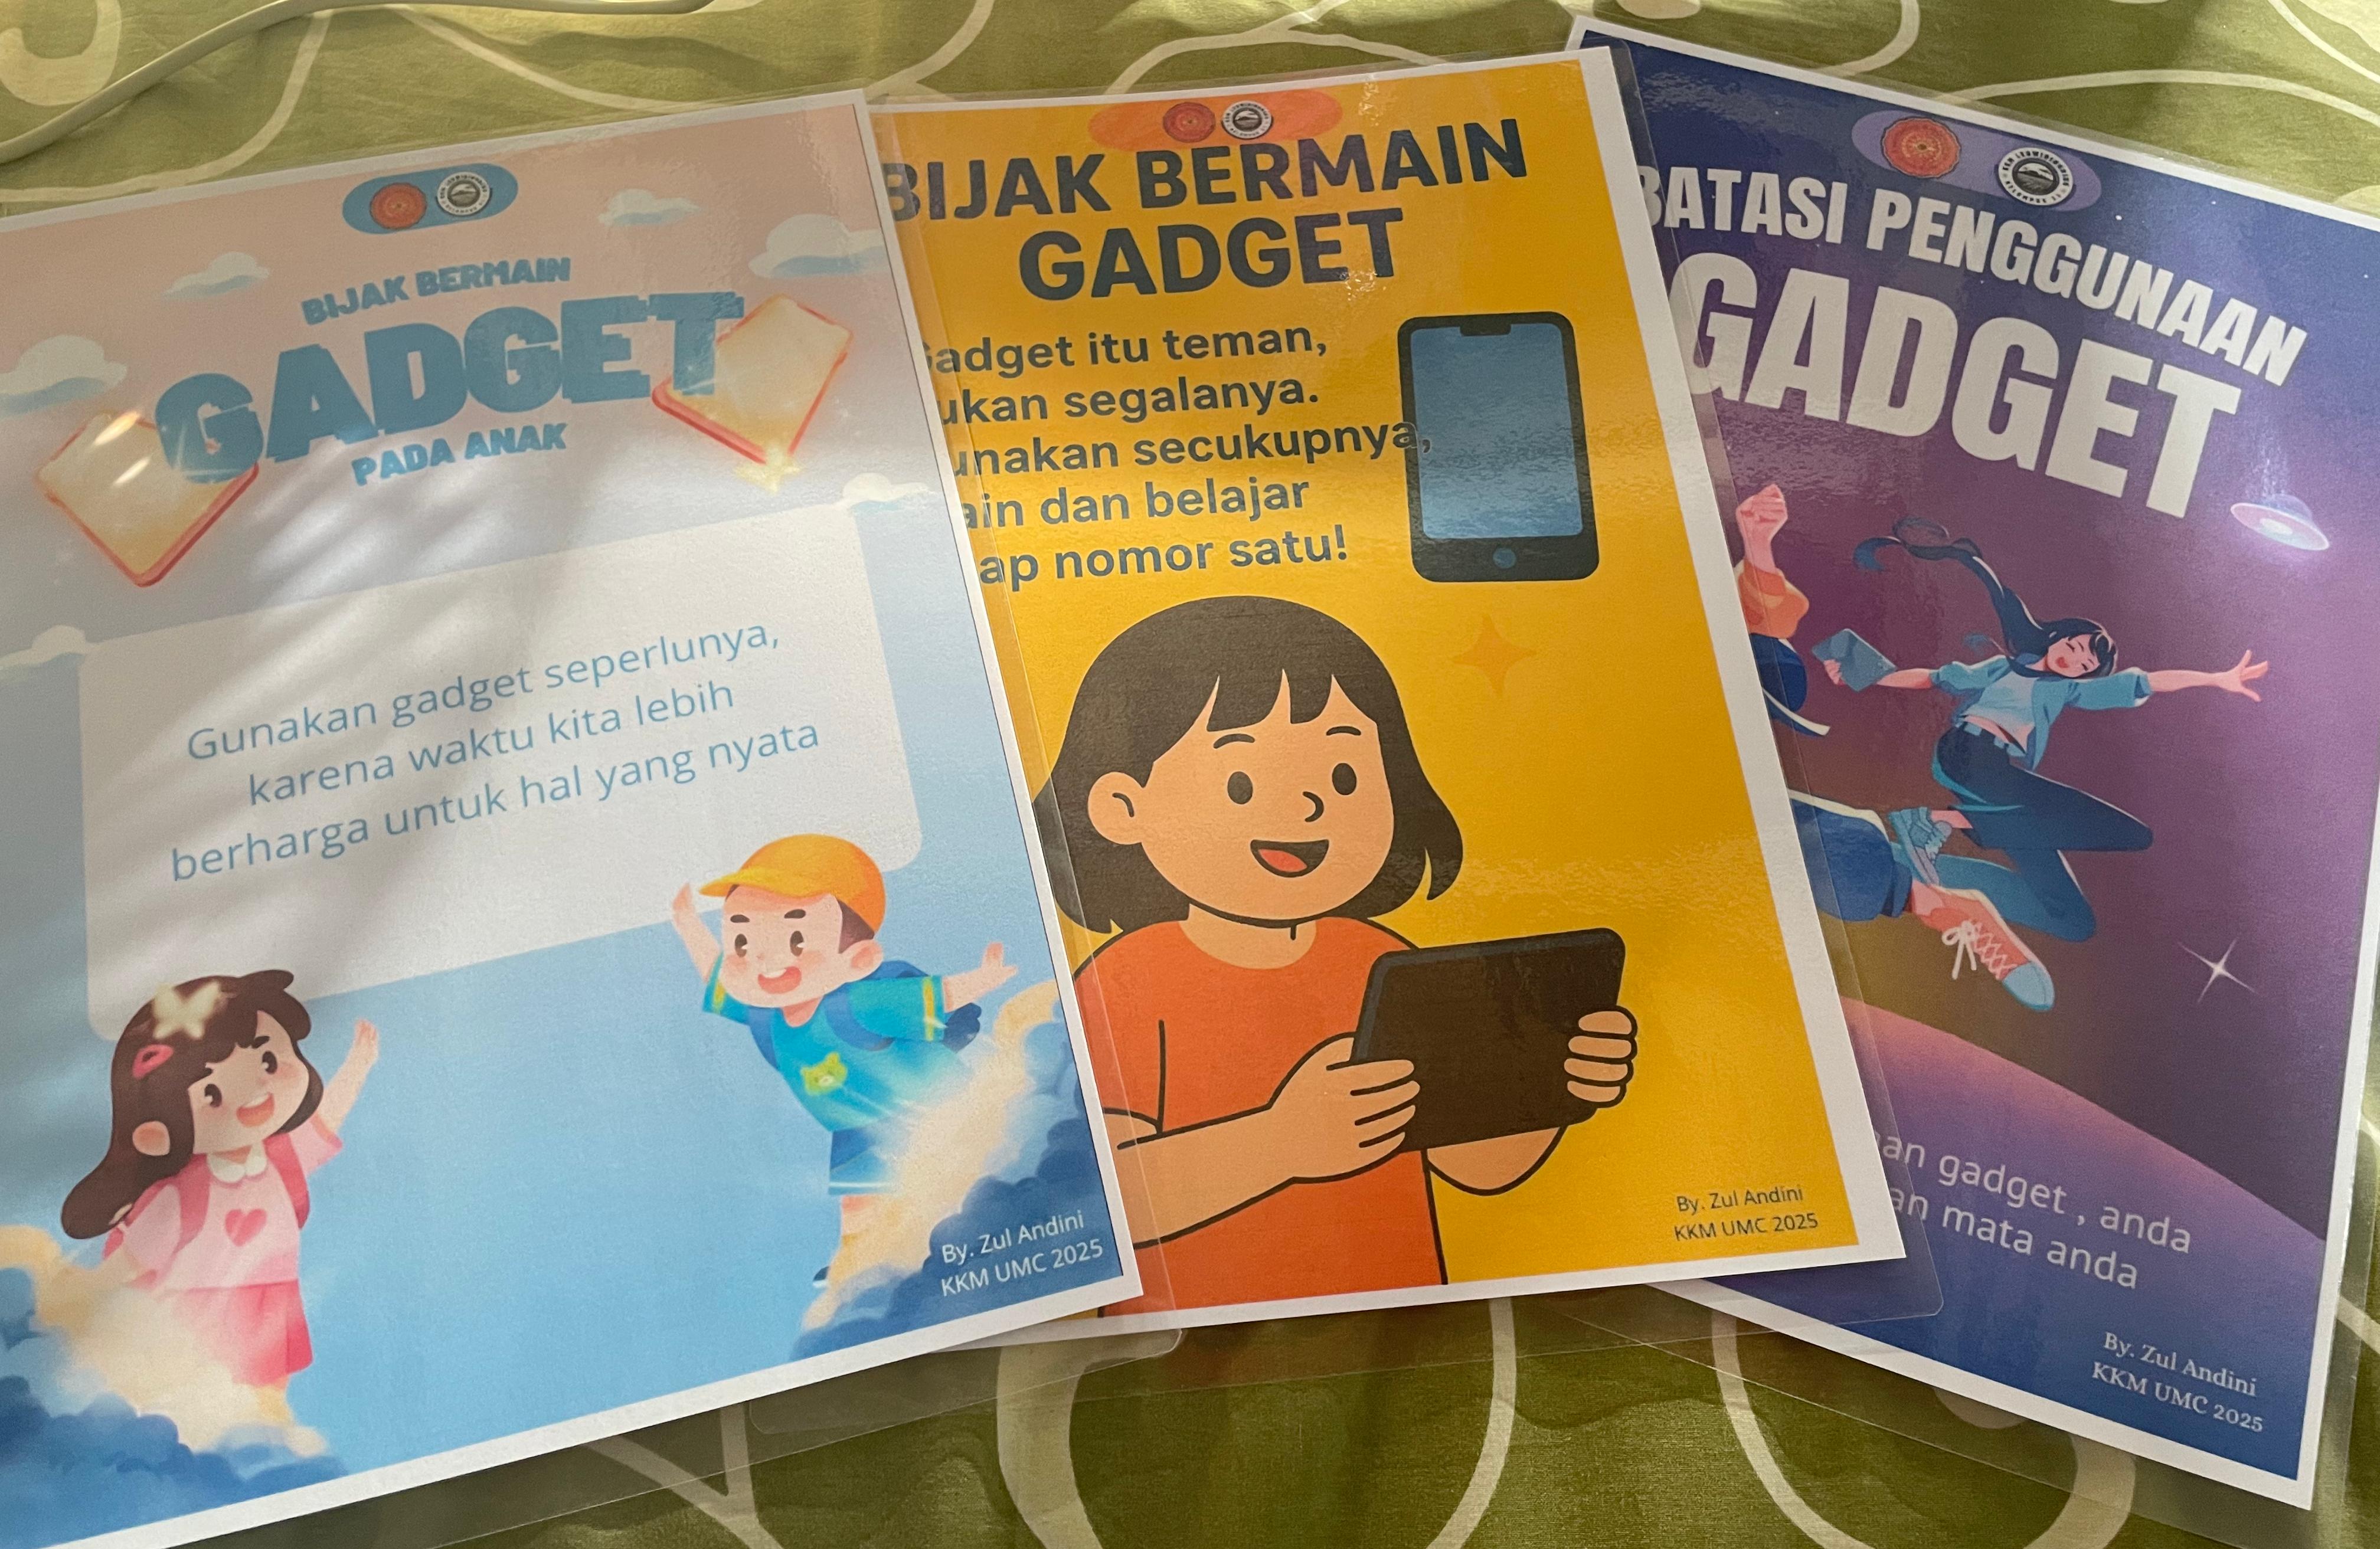 BIJAK BERMAIN
GADGET
PADA ANAK
Gunakan gadget seperlunya,
karena waktu kita lebih
berharga untuk hal yang nyata
By. Zul Andini
KKM UMC 2025
BIJAK BERMAIN
GADGET
Gadget itu teman,
ukan segalanya.
unakan secukupnya,
ain dan belajar
ap nomor satu!
By. Zul Andini
KKM UMC 2025
BATASI PENGGUNAAN
GADGET
an gadget , anda
an mata anda
By. Zul Andini
KKM UMC 2025